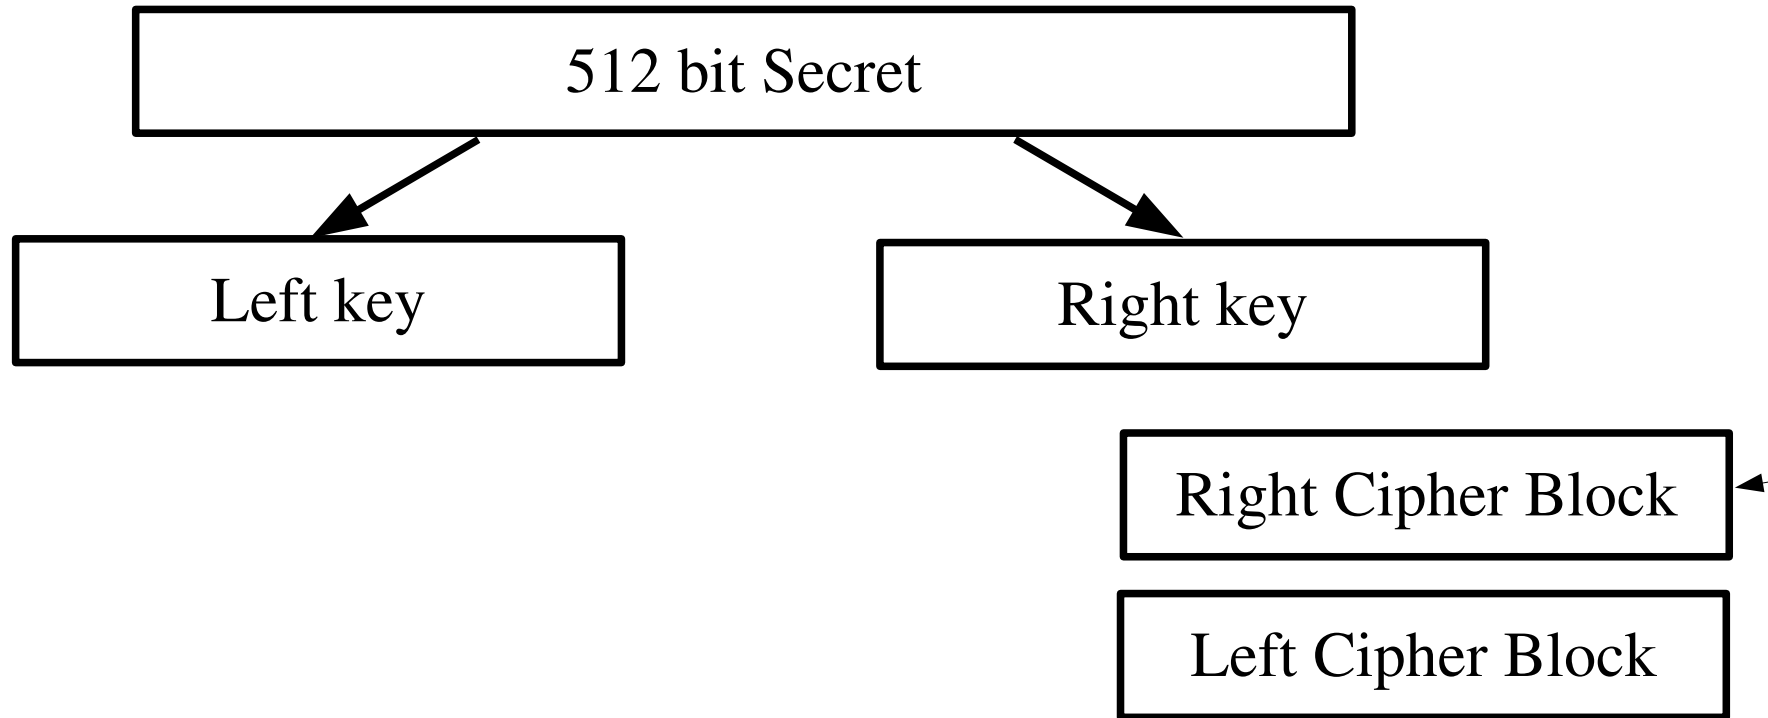 512 bit Secret
Left key
Right key
Right Cipher Block
Left Cipher Block